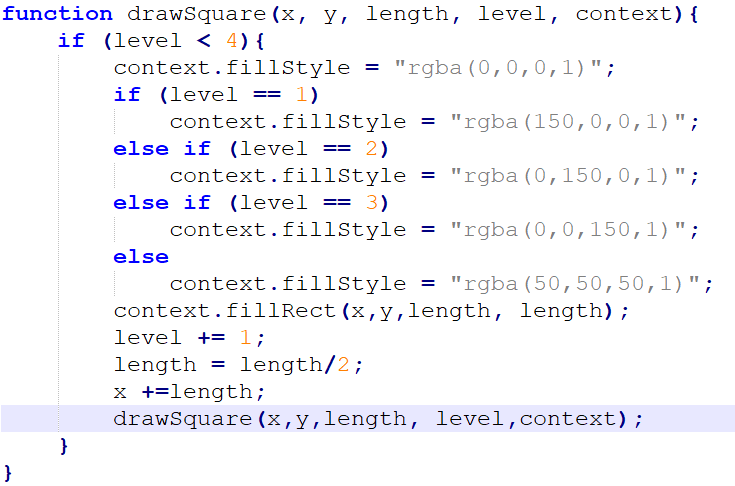 function drawSquare(x, y, length, level, context){
    if (level < 4){
        context.fillStyle = "rgba(0,0,0,1)";
        if (level == 1)
            context.fillStyle = "rgba(150,0,0,1)";
        else if (level == 2)
            context.fillStyle = "rgba(0,150,0,1)";
        else if (level == 3)
            context.fillStyle = "rgba(0,0,150,1)";
        else
            context.fillStyle = "rgba(50,50,50,1)";
        context.fillRect(x,y,length, length);
        level += 1;
        length = length/2;
        x +=length;
        drawSquare(x,y,length, level,context);
    }
}